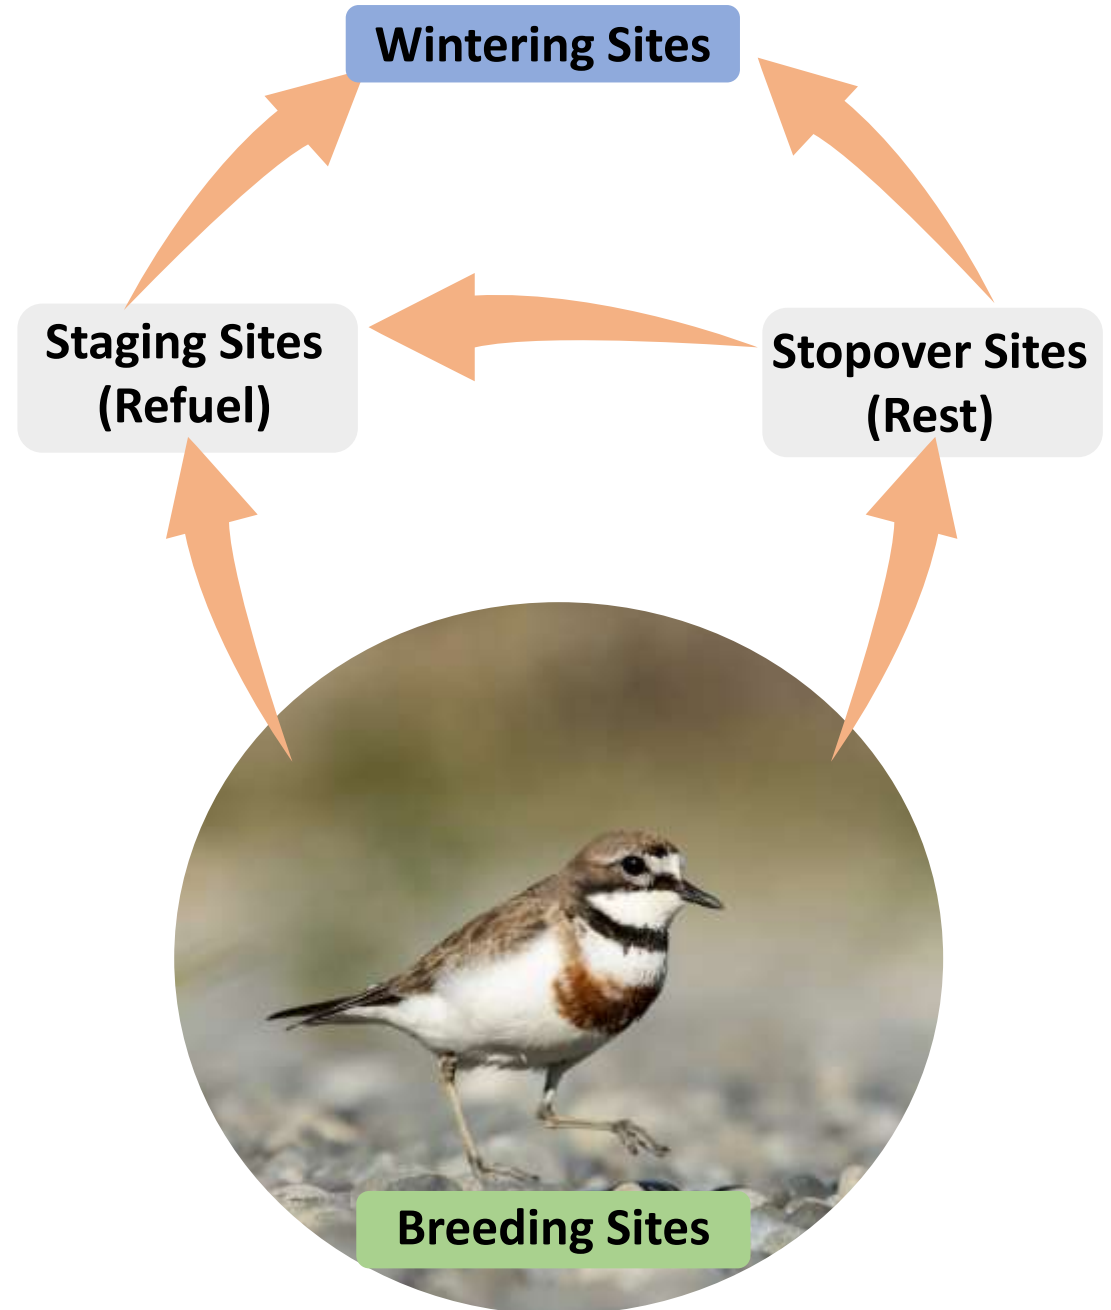 Wintering Sites
Staging Sites
(Refuel)
Stopover Sites
(Rest)
Breeding Sites